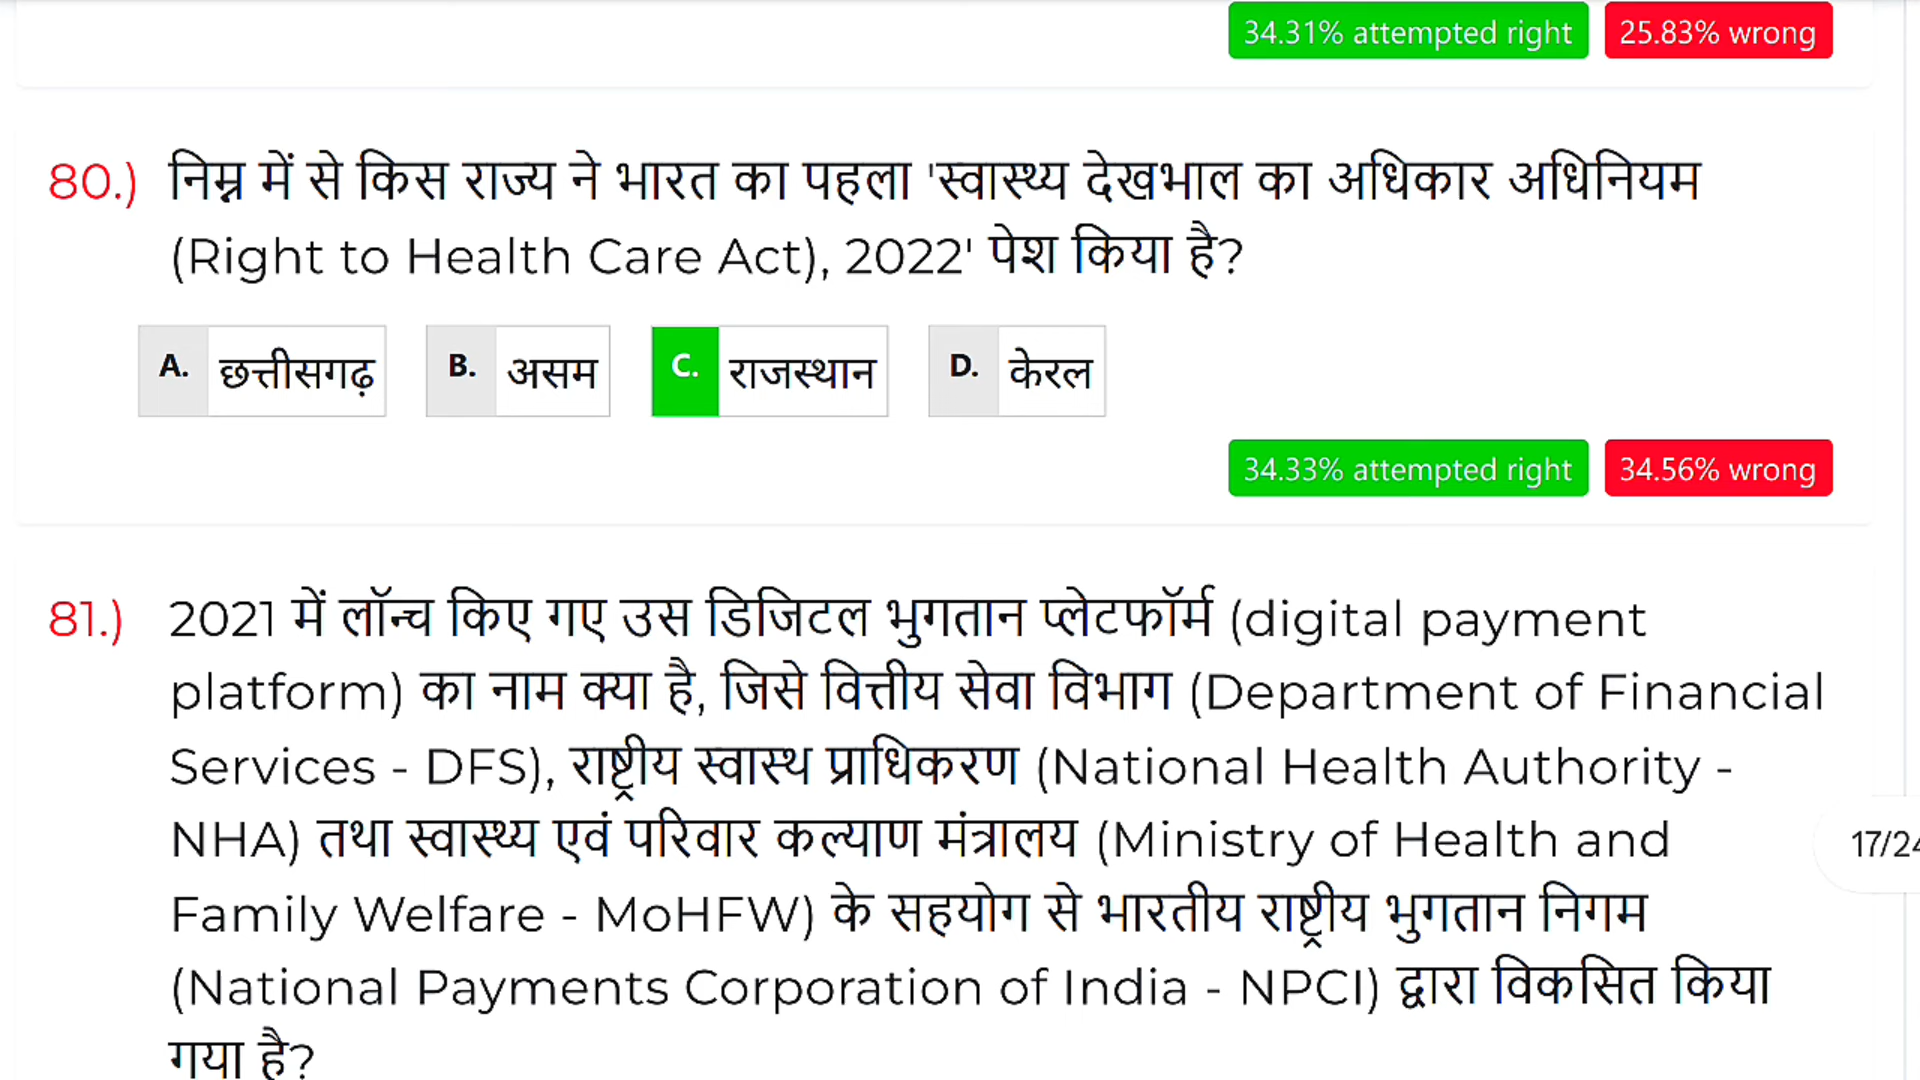 34.31% attempted right 25.83% wrong
80.) निम्न में से किस राज्य ने भारत का पहला 'स्वास्थ्य देखभाल का अधिकार अधिनियम
(Right to Health Care Act), 2022' पेश किया है?
A. छत्तीसगढ़ B. असम C. राजस्थान D. केरल
34.33% attempted right 34.56% wrong
81.) 2021 में लॉन्च किए गए उस डिजिटल भुगतान प्लेटफॉर्म (digital payment
platform) का नाम क्या है, जिसे वित्तीय सेवा विभाग (Department of Financial
Services - DFS), राष्ट्रीय स्वास्थ प्राधिकरण (National Health Authority -
NHA) तथा स्वास्थ्य एवं परिवार कल्याण मंत्रालय (Ministry of Health and
17/24
Family Welfare - MoHFW) के सहयोग से भारतीय राष्ट्रीय भुगतान निगम
(National Payments Corporation of India - NPCI) द्वारा विकसित किया
गया है?